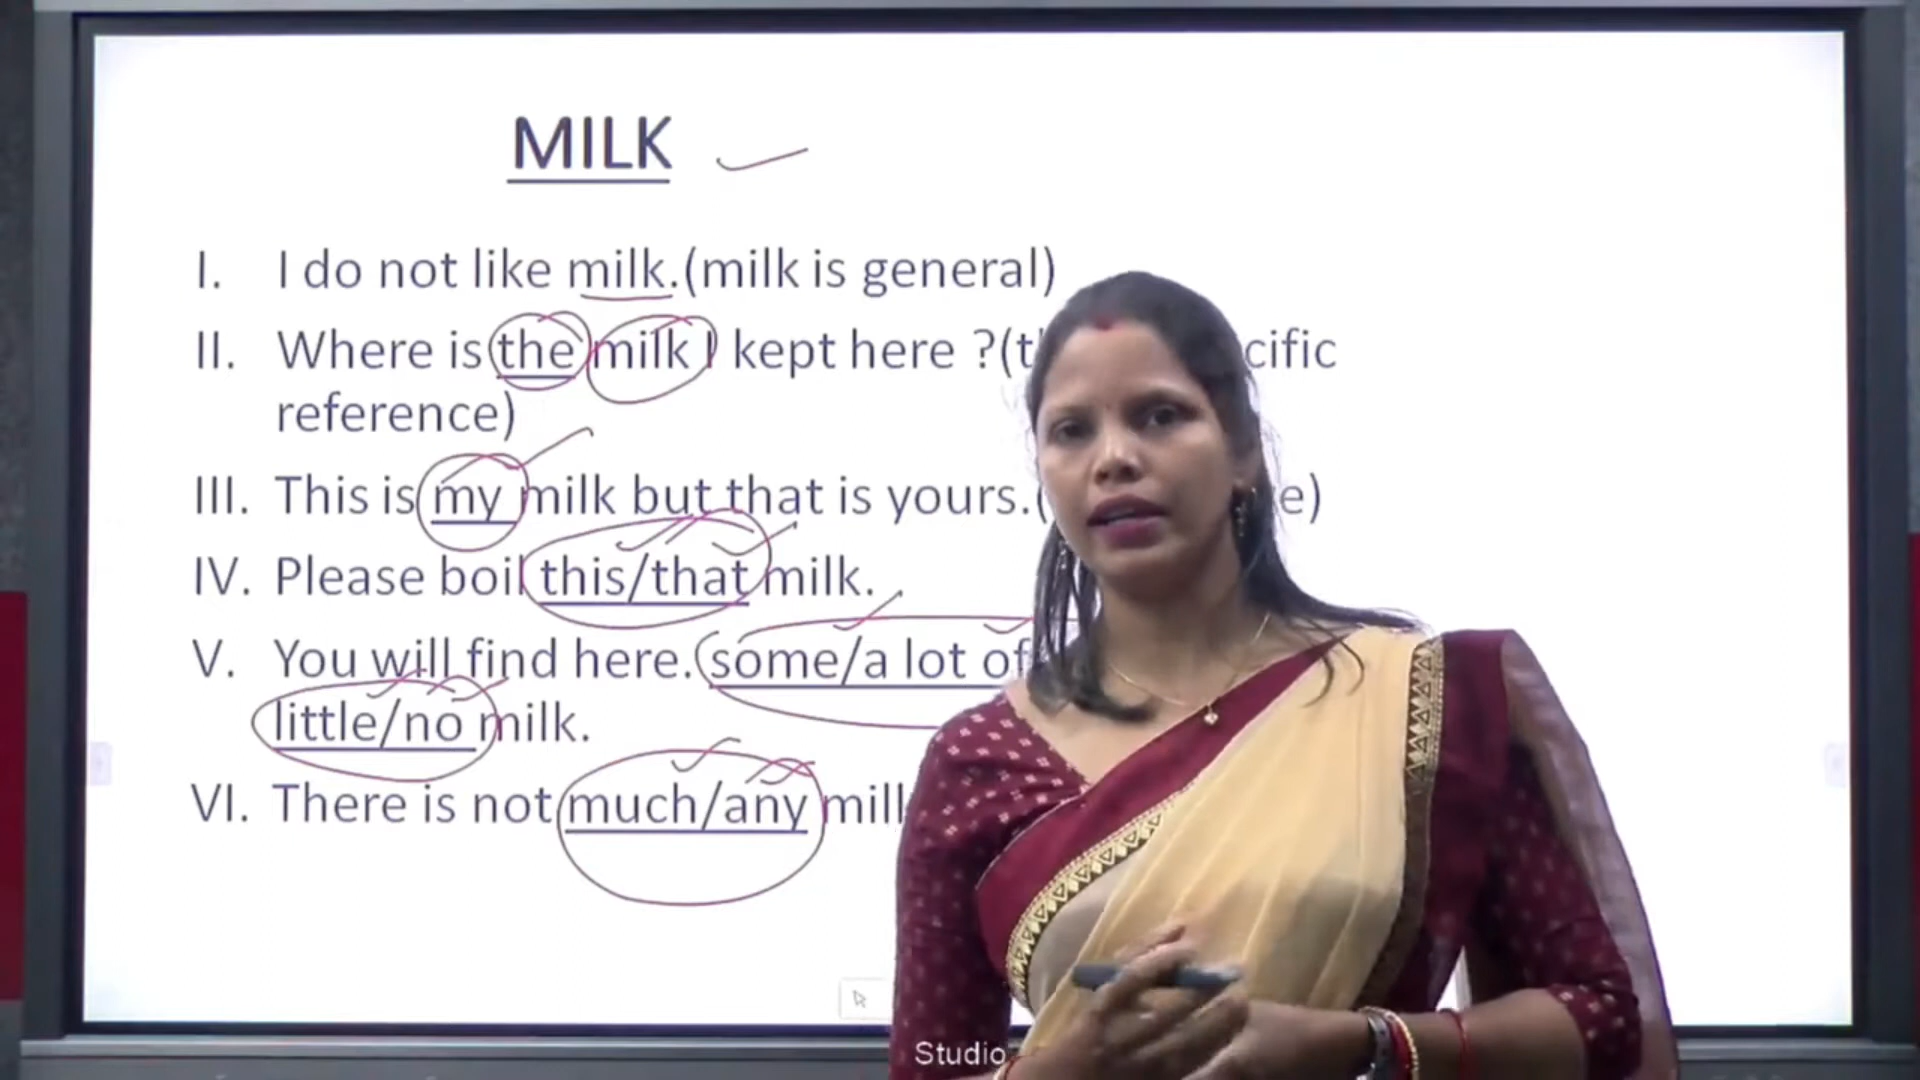 MILK
I. I do not like milk.(milk is general)
II. Where is the milk I kept here ?(
reference)
III. This is my milk but that is yours.(
IV. Please boil this/that milk.
V. You will find here. some/a lot of
little/no milk.
VI. There is not much/any milk
Studio